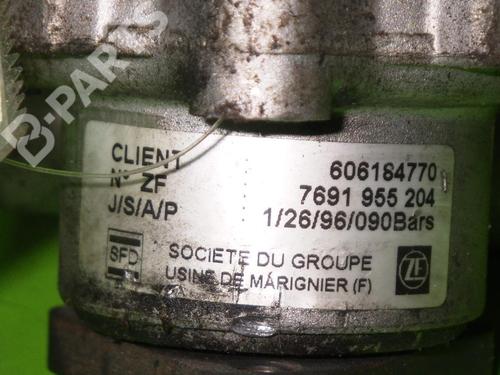 B-PARTS
CLIENT 606184770
N° ZF 7691 955 204
J/S/A/P 1/26/96/090Bars
SFD SOCIETE DU GROUPE ZF
USINE DE MARIGNIER (F)